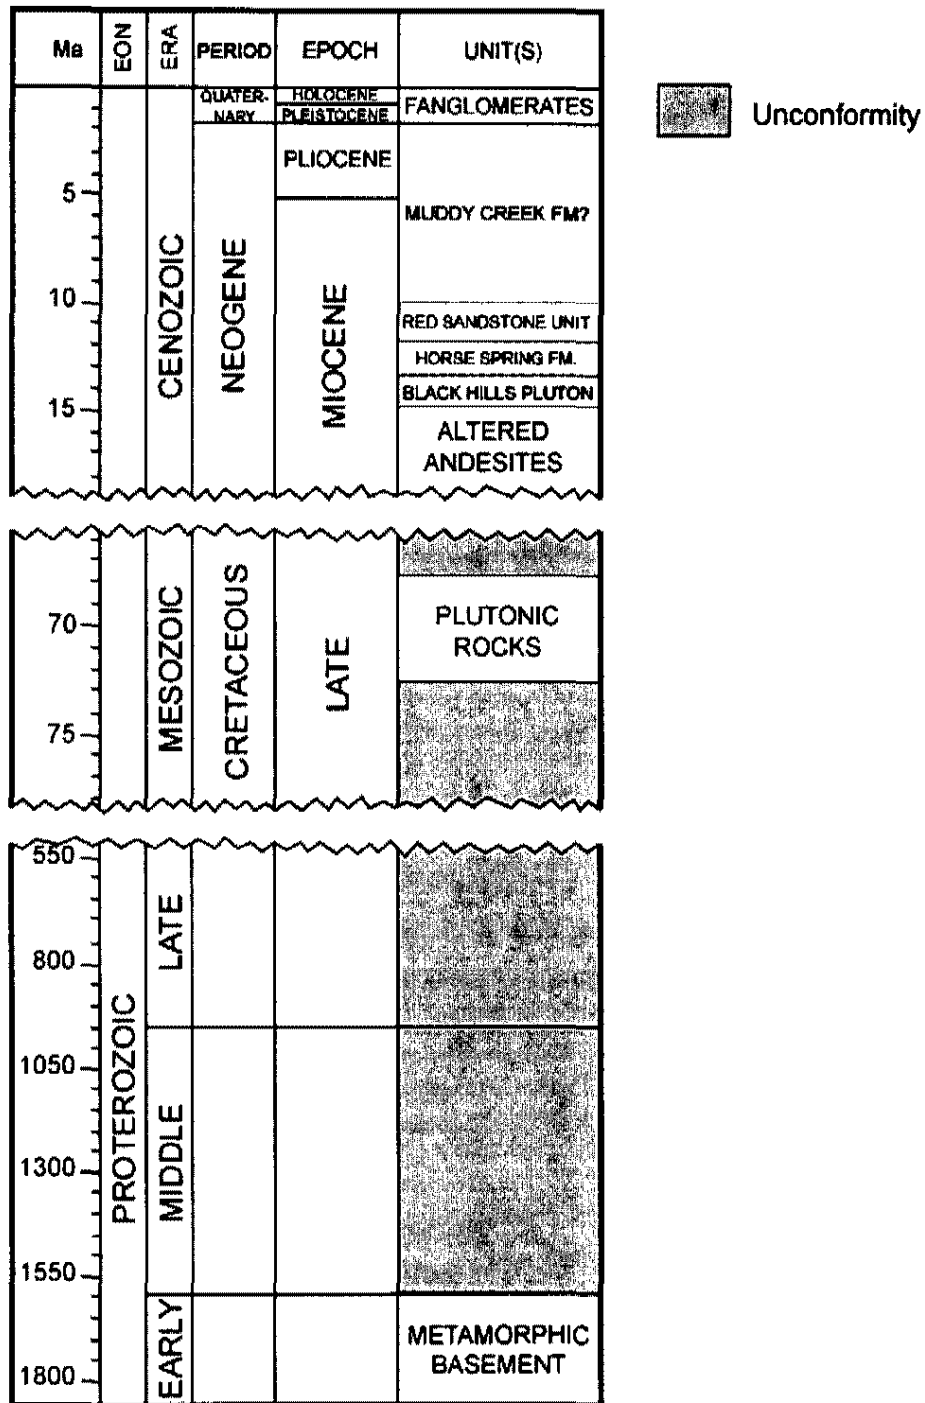 Ma
EON
ERA
PERIOD
EPOCH
UNIT(S)
QUATER-
NARY
HOLOCENE
PLEISTOCENE
FANGLOMERATES
Unconformity
PLIOCENE
5
MUDDY CREEK FM?
CENOZOIC
NEOGENE
MIOCENE
10
RED SANDSTONE UNIT
HORSE SPRING FM.
BLACK HILLS PLUTON
15
ALTERED
ANDESITES
MESOZOIC
CRETACEOUS
LATE
70
PLUTONIC
ROCKS
75
550
PROTEROZOIC
LATE
800
1050
MIDDLE
1300
1550
EARLY
METAMORPHIC
BASEMENT
1800